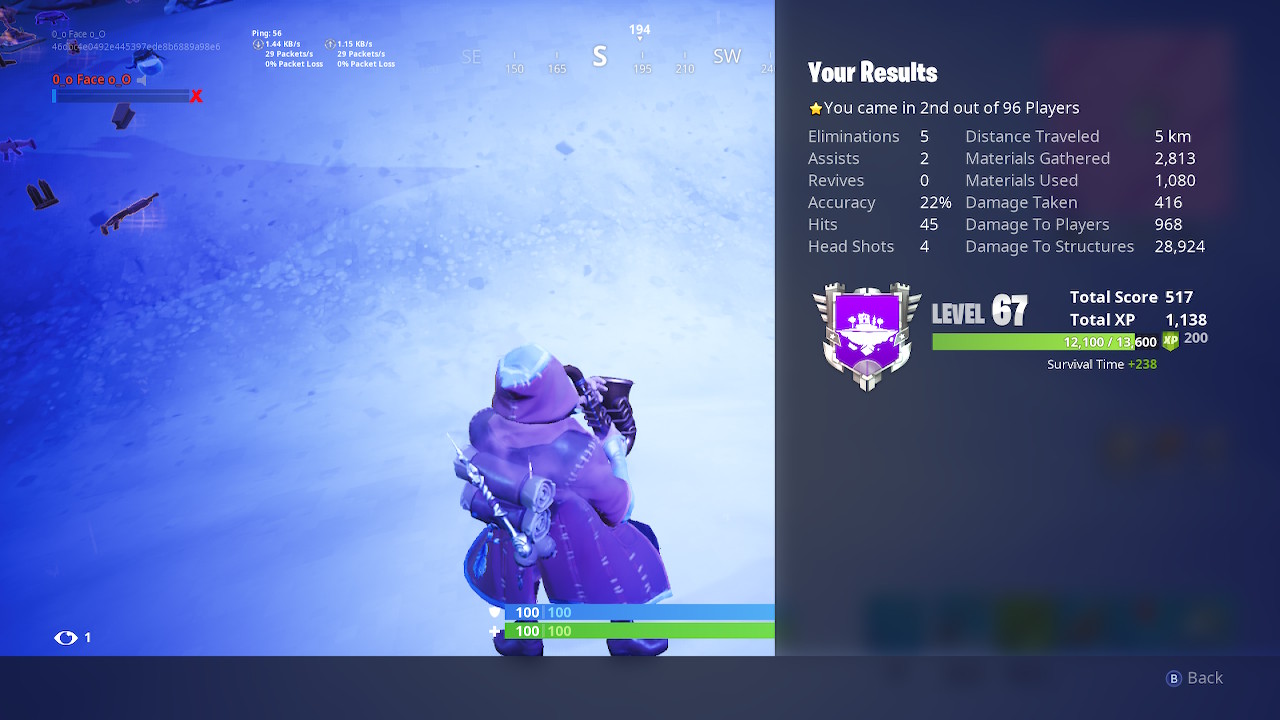 0_o Face o_O
Ping: 56
1.44 KB/s 1.15 KB/s
29 Packets/s 29 Packets/s
0% Packet Loss 0% Packet Loss
0_o Face o_O
194
SE 150 165 S 195 210 SW 24
Your Results
You came in 2nd out of 96 Players
Eliminations 5 Distance Traveled 5 km
Assists 2 Materials Gathered 2,813
Revives 0 Materials Used 1,080
Accuracy 22% Damage Taken 416
Hits 45 Damage To Players 968
Head Shots 4 Damage To Structures 28,924
LEVEL 67
Total Score 517
Total XP 1,138
12,100 / 13,600 XP 200
Survival Time +238
100 | 100
100 | 100
1
B Back